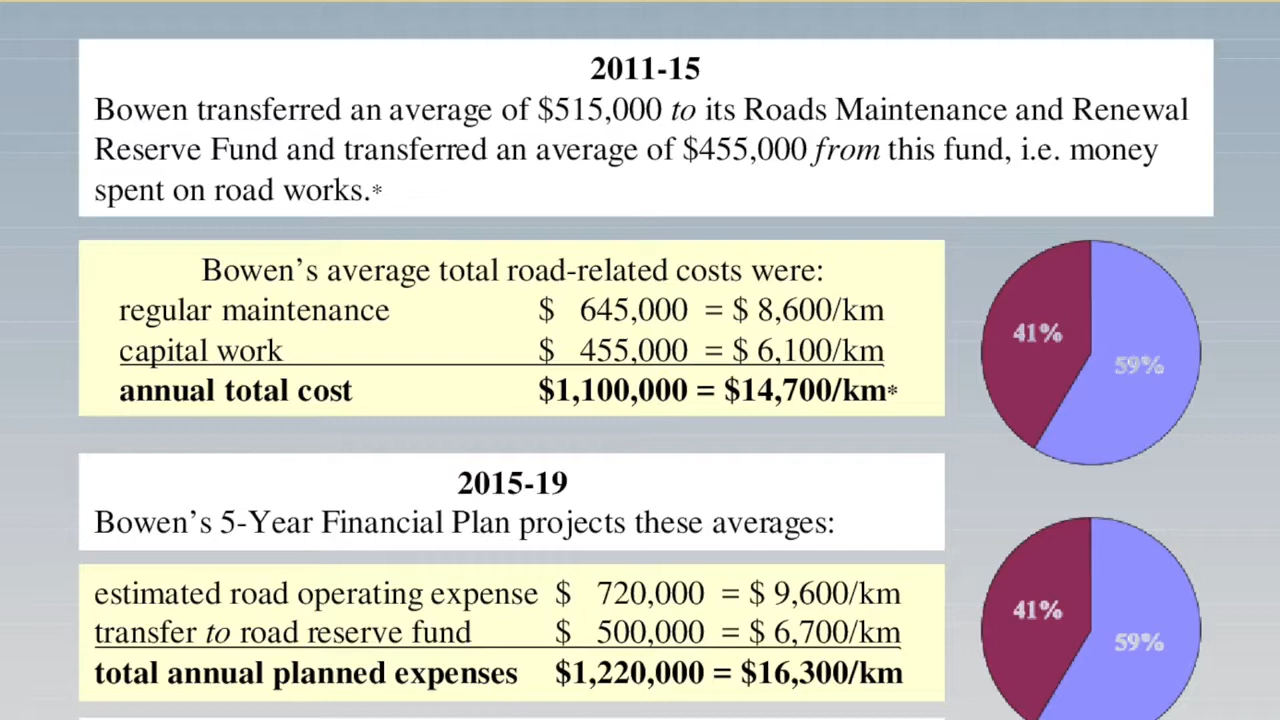 2011-15
Bowen transferred an average of $515,000 to its Roads Maintenance and Renewal
Reserve Fund and transferred an average of $455,000 from this fund, i.e. money
spent on road works.*
Bowen’s average total road-related costs were:
regular maintenance $ 645,000 = $ 8,600/km
capital work $ 455,000 = $ 6,100/km
annual total cost $1,100,000 = $14,700/km*
41%
59%
2015-19
Bowen’s 5-Year Financial Plan projects these averages:
estimated road operating expense $ 720,000 = $ 9,600/km
transfer to road reserve fund $ 500,000 = $ 6,700/km
total annual planned expenses $1,220,000 = $16,300/km
41%
59%